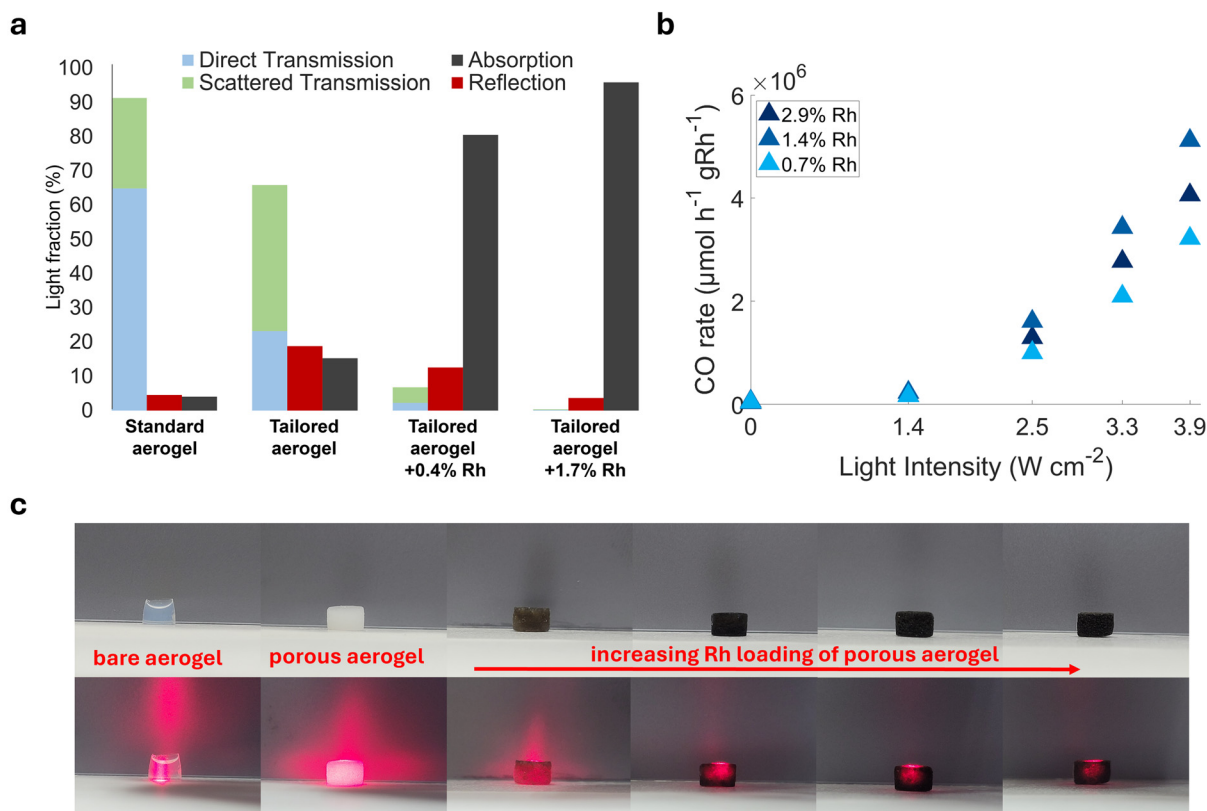 a
Direct Transmission
Absorption
Scattered Transmission
Reflection
Light fraction (%)
100
90
80
70
60
50
40
30
20
10
0
Standard
aerogel
Tailored
aerogel
Tailored
aerogel
+0.4% Rh
Tailored
aerogel
+1.7% Rh
b
×10⁶
2.9% Rh
1.4% Rh
0.7% Rh
CO rate (µmol h⁻¹ gRh⁻¹)
6
4
2
0
0 1.4 2.5 3.3 3.9
Light Intensity (W cm⁻²)
c
bare aerogel
porous aerogel
increasing Rh loading of porous aerogel